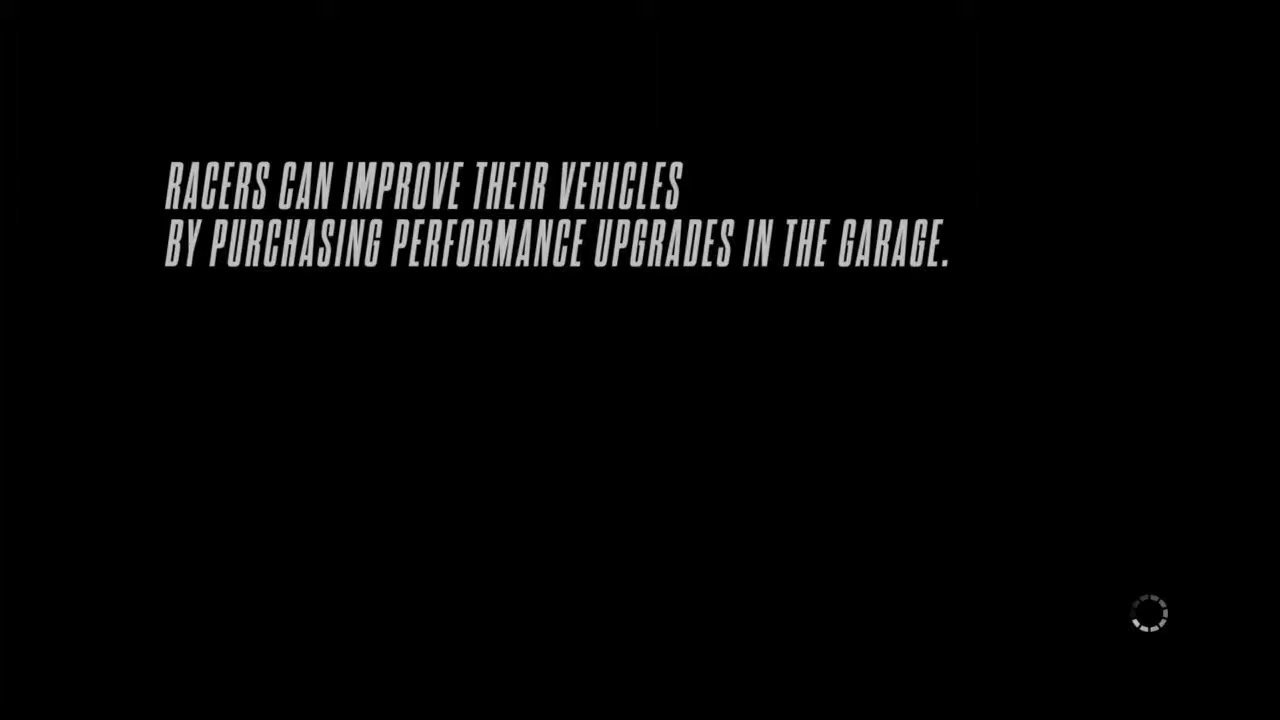 RACERS CAN IMPROVE THEIR VEHICLES
BY PURCHASING PERFORMANCE UPGRADES IN THE GARAGE.